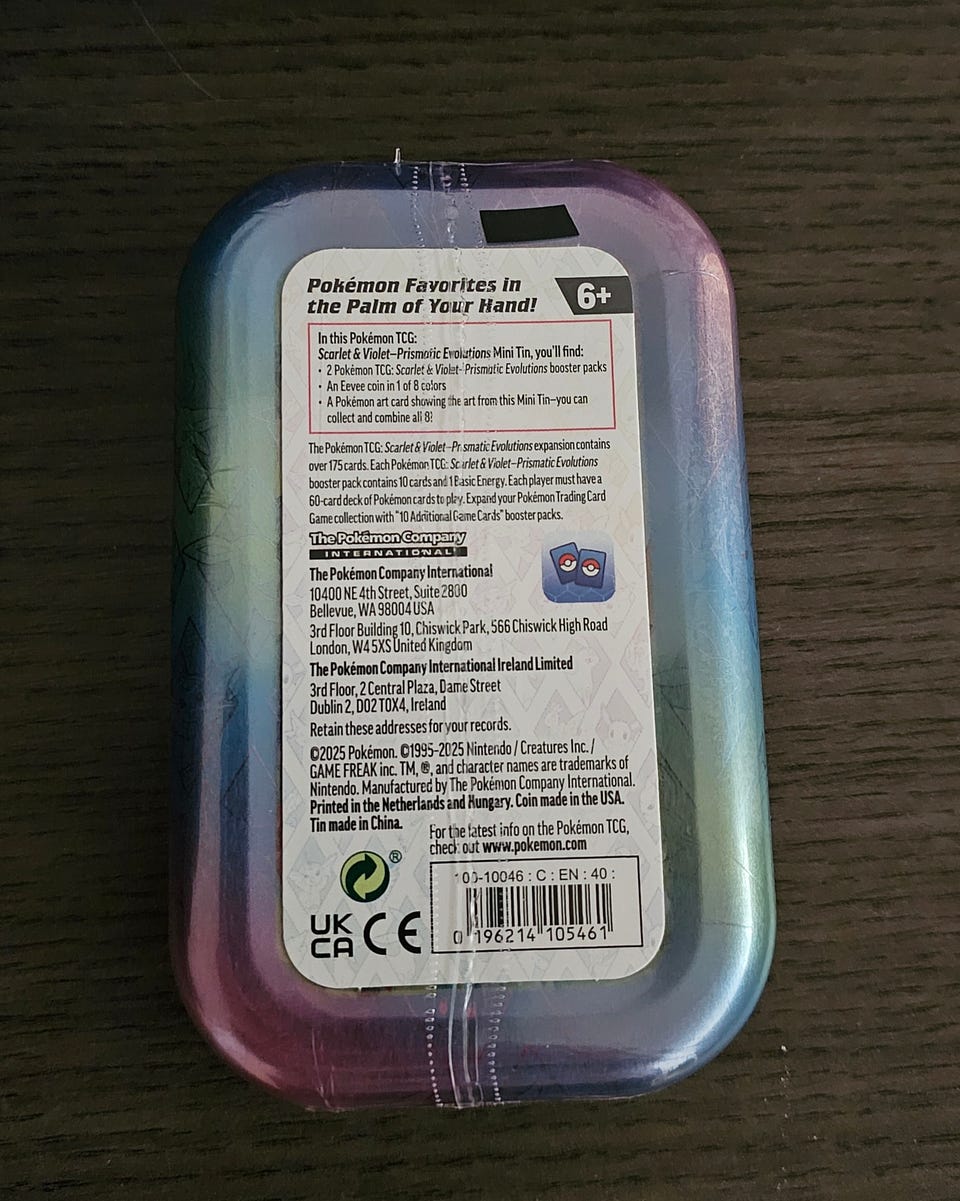 Pokémon Favorites in
the Palm of Your Hand!
6+
In this Pokémon TCG:
Scarlet & Violet–Prismatic Evolutions Mini Tin, you'll find:
• 2 Pokémon TCG: Scarlet & Violet–Prismatic Evolutions booster packs
• An Eevee coin in 1 of 8 colors
• A Pokémon art card showing the art from this Mini Tin—you can
collect and combine all 8!
The Pokémon TCG: Scarlet & Violet–Prismatic Evolutions expansion contains
over 175 cards. Each Pokémon TCG: Scarlet & Violet–Prismatic Evolutions
booster pack contains 10 cards and 1 Basic Energy. Each player must have a
60-card deck of Pokémon cards to play. Expand your Pokémon Trading Card
Game collection with "10 Additional Game Cards" booster packs.
The Pokémon Company
INTERNATIONAL
The Pokémon Company International
10400 NE 4th Street, Suite 2800
Bellevue, WA 98004 USA
3rd Floor Building 10, Chiswick Park, 566 Chiswick High Road
London, W4 5XS United Kingdom
The Pokémon Company International Ireland Limited
3rd Floor, 2 Central Plaza, Dame Street
Dublin 2, D02 T0X4, Ireland
Retain these addresses for your records.
©2025 Pokémon. ©1995-2025 Nintendo / Creatures Inc. /
GAME FREAK inc. TM, ®, and character names are trademarks of
Nintendo. Manufactured by The Pokémon Company International.
Printed in the Netherlands and Hungary. Coin made in the USA.
Tin made in China.
For the latest info on the Pokémon TCG,
check out www.pokemon.com
®
UK
CA CE
100-10046 : C : EN : 40 :
0 196214 105461